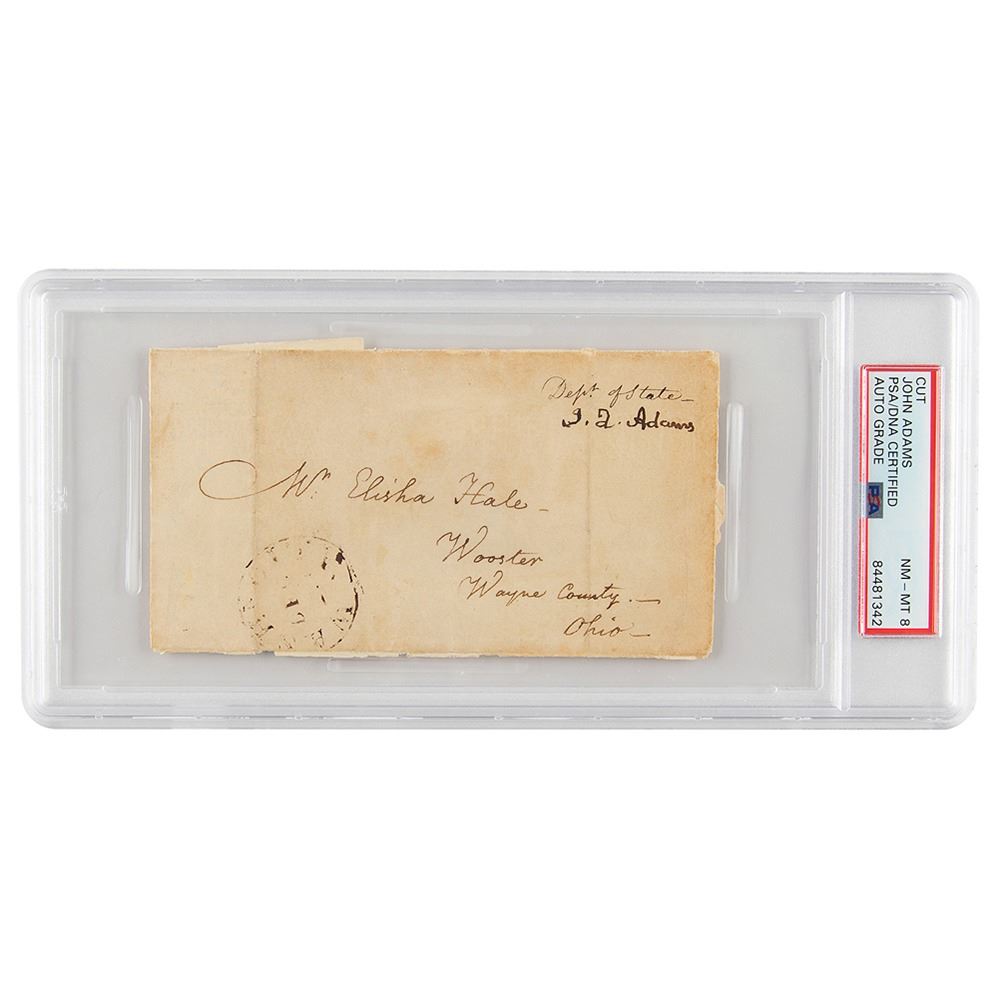 Dept of State
J. Q. Adams
Mr. Elisha Hale
Wooster
Wayne County.
Ohio
CUT
JOHN ADAMS
PSA/DNA CERTIFIED
AUTO GRADE
PSA
NM – MT 8
84481342